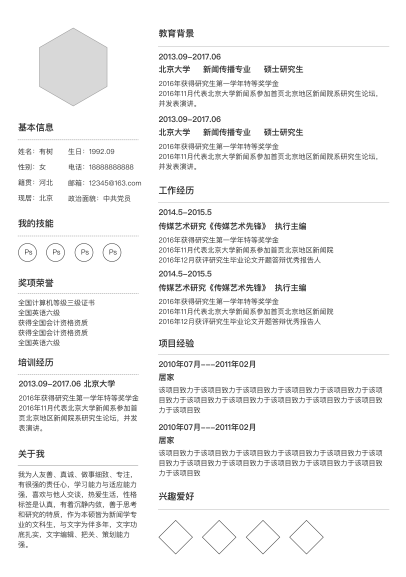 基本信息
姓名：有树 生日：1992.09
性别：女 电话：18888888888
籍贯：河北 邮箱：12345@163.com
现居：北京 政治面貌：中共党员
我的技能
Ps Ps Ps Ps
奖项荣誉
全国计算机等级三级证书
全国英语六级
获得全国会计资格资质
获得全国会计资格资质
全国英语六级
培训经历
2013.09-2017.06 北京大学
2016年获得研究生第一学年特等奖学金
2016年11月代表北京大学新闻系参加首
页北京地区新闻院系研究生论坛，并发
表演讲。
关于我
我为人友善、真诚、做事细致、专注，
有很强的责任心，学习能力与适应能力
强，喜欢与他人交谈，热爱生活，性格
标签是认真，有着沉静内敛，善于思考
和研究的特质，作为本硕皆为新闻学专
业的文科生，与文字为伴多年，文字功
底扎实，文字编辑、把关、策划能力
强。
教育背景
2013.09-2017.06
北京大学 新闻传播专业 硕士研究生
2016年获得研究生第一学年特等奖学金
2016年11月代表北京大学新闻系参加首页北京地区新闻院系研究生论坛，
并发表演讲。
2013.09-2017.06
北京大学 新闻传播专业 硕士研究生
2016年获得研究生第一学年特等奖学金
2016年11月代表北京大学新闻系参加首页北京地区新闻院系研究生论坛，
并发表演讲。
工作经历
2014.5-2015.5
传媒艺术研究《传媒艺术先锋》 执行主编
2016年获得研究生第一学年特等奖学金
2016年11月代表北京大学新闻系参加首页北京地区新闻院
2016年12月获评研究生毕业论文开题答辩优秀报告人
2014.5-2015.5
传媒艺术研究《传媒艺术先锋》 执行主编
2016年获得研究生第一学年特等奖学金
2016年11月代表北京大学新闻系参加首页北京地区新闻院
2016年12月获评研究生毕业论文开题答辩优秀报告人
项目经验
2010年07月---2011年02月
居家
该项目致力于该项目致力于该项目致力于该项目致力于该项目致力于该项
目致力于该项目致力于该项目致力于该项目致力于该项目致力于该项目致
力于该项目致
2010年07月---2011年02月
居家
该项目致力于该项目致力于该项目致力于该项目致力于该项目致力于该项
目致力于该项目致力于该项目致力于该项目致力于该项目致力于该项目致
力于该项目致
兴趣爱好